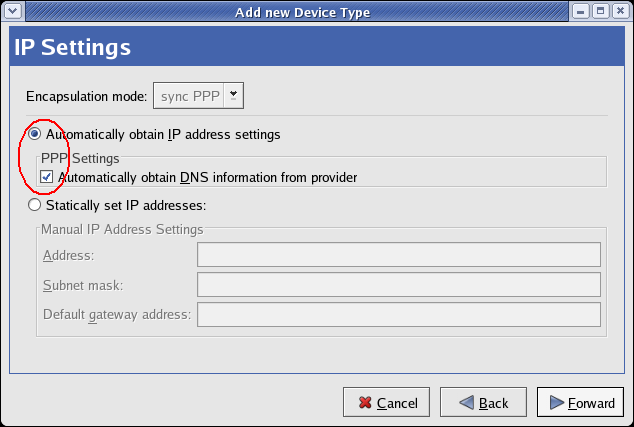 Add new Device Type
IP Settings
Encapsulation mode: sync PPP
Automatically obtain IP address settings
PPP Settings
Automatically obtain DNS information from provider
Statically set IP addresses:
Manual IP Address Settings
Address:
Subnet mask:
Default gateway address:
Cancel Back Forward